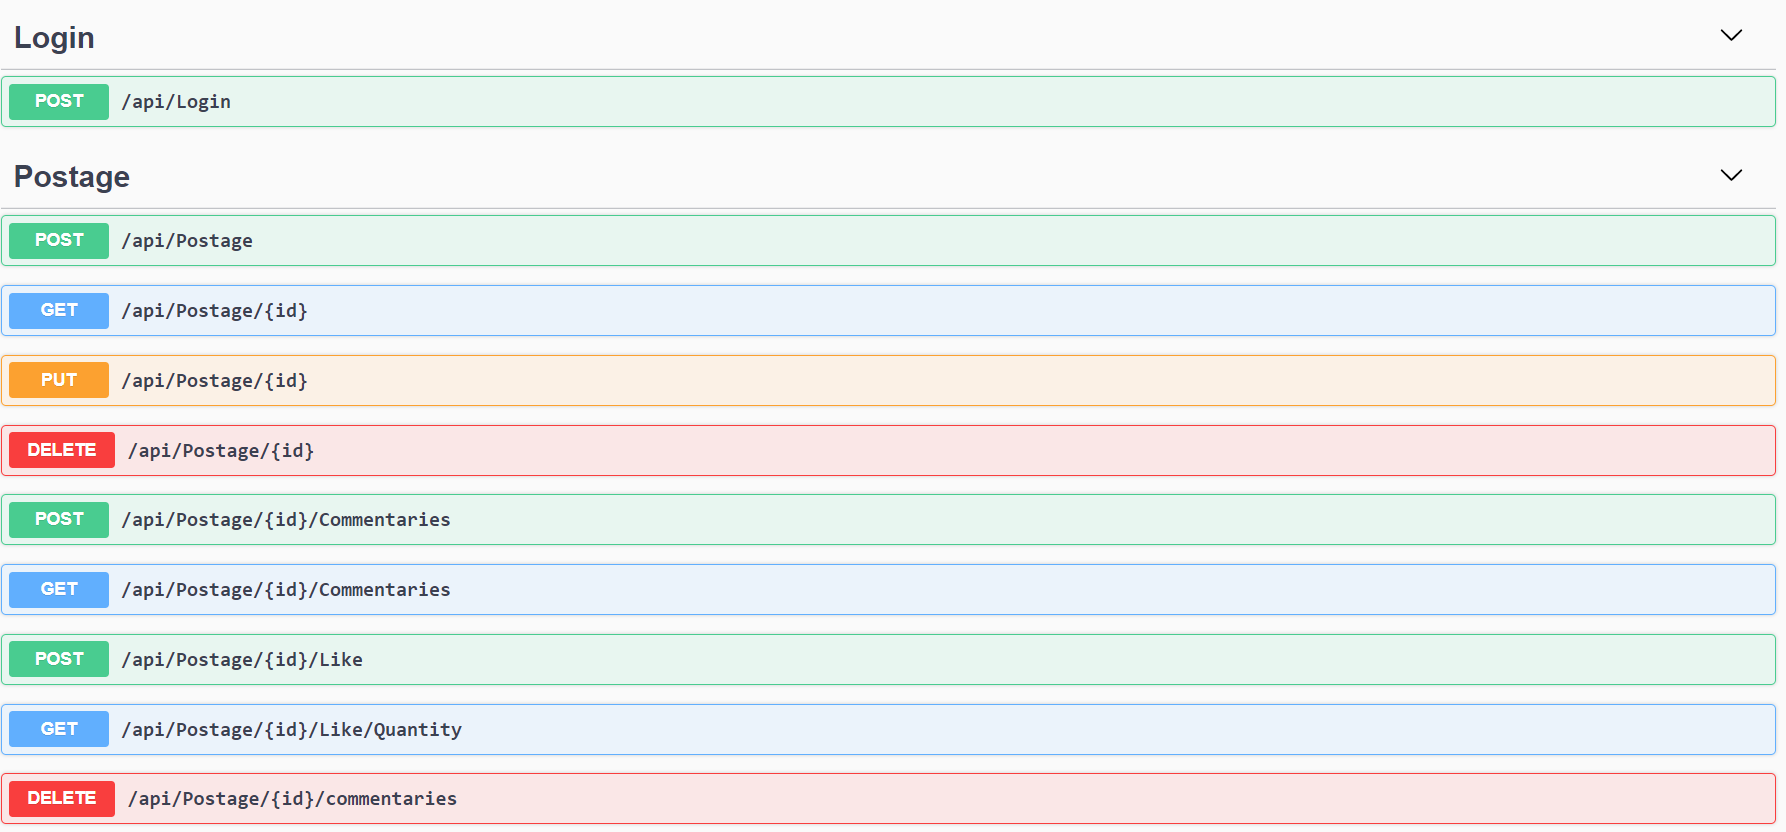 Login
POST /api/Login
Postage
POST /api/Postage
GET /api/Postage/{id}
PUT /api/Postage/{id}
DELETE /api/Postage/{id}
POST /api/Postage/{id}/Commentaries
GET /api/Postage/{id}/Commentaries
POST /api/Postage/{id}/Like
GET /api/Postage/{id}/Like/Quantity
DELETE /api/Postage/{id}/commentaries